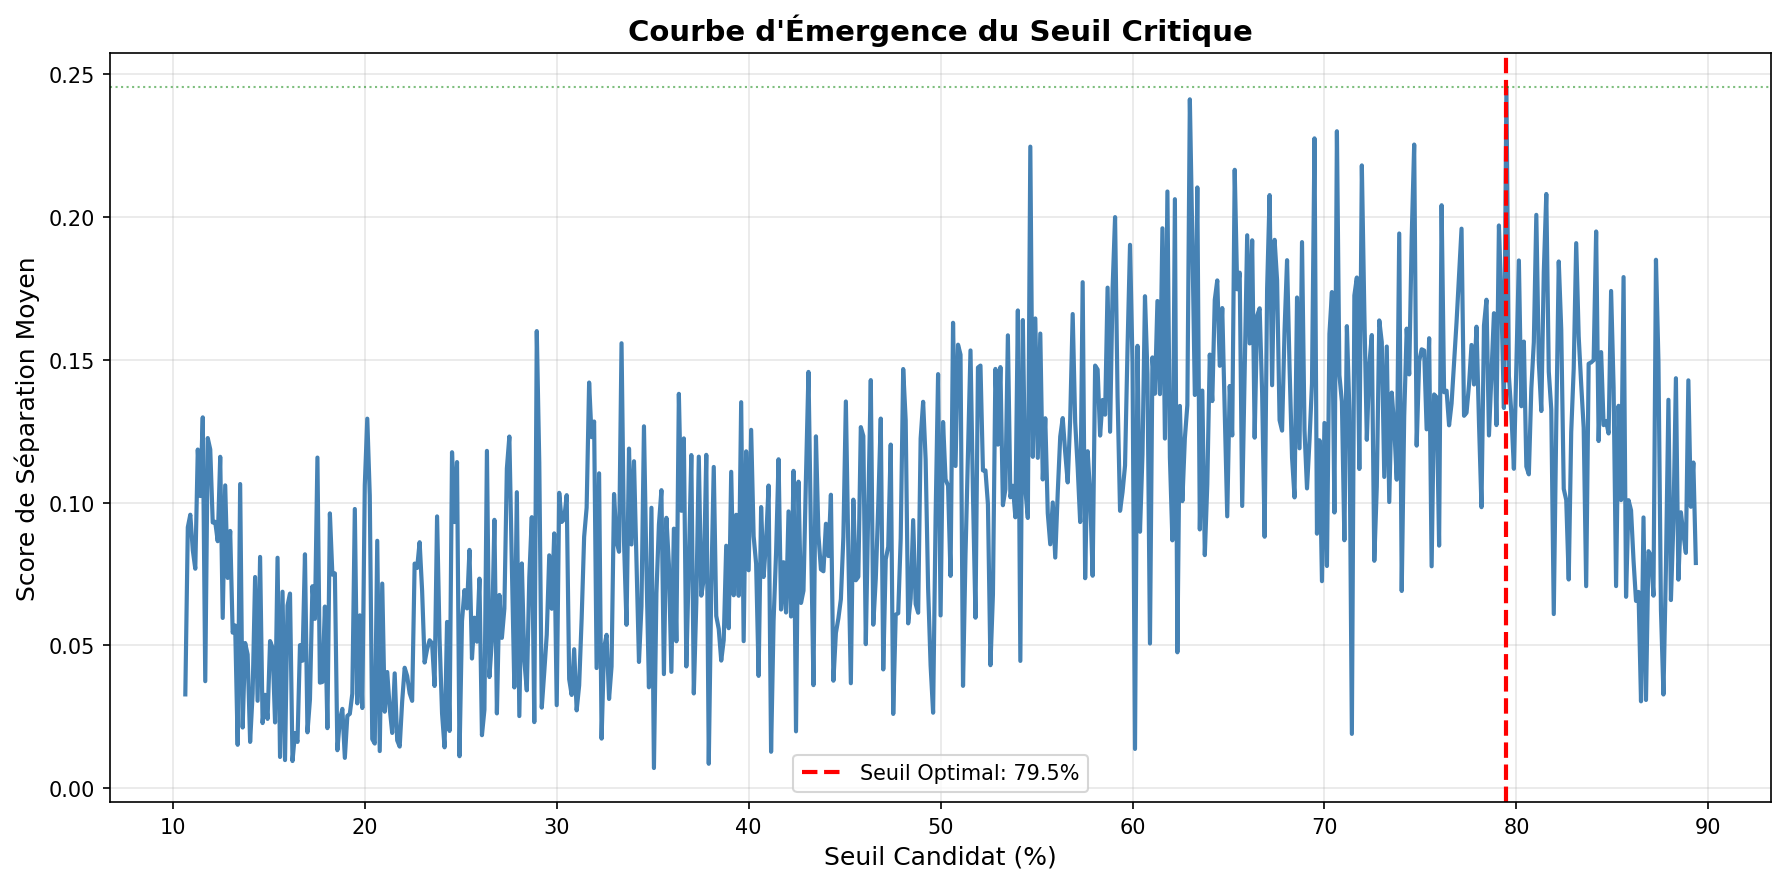 Courbe d'Émergence du Seuil Critique
0.25
0.20
0.15
0.10
0.05
0.00
Score de Séparation Moyen
Seuil Optimal: 79.5%
10 20 30 40 50 60 70 80 90
Seuil Candidat (%)